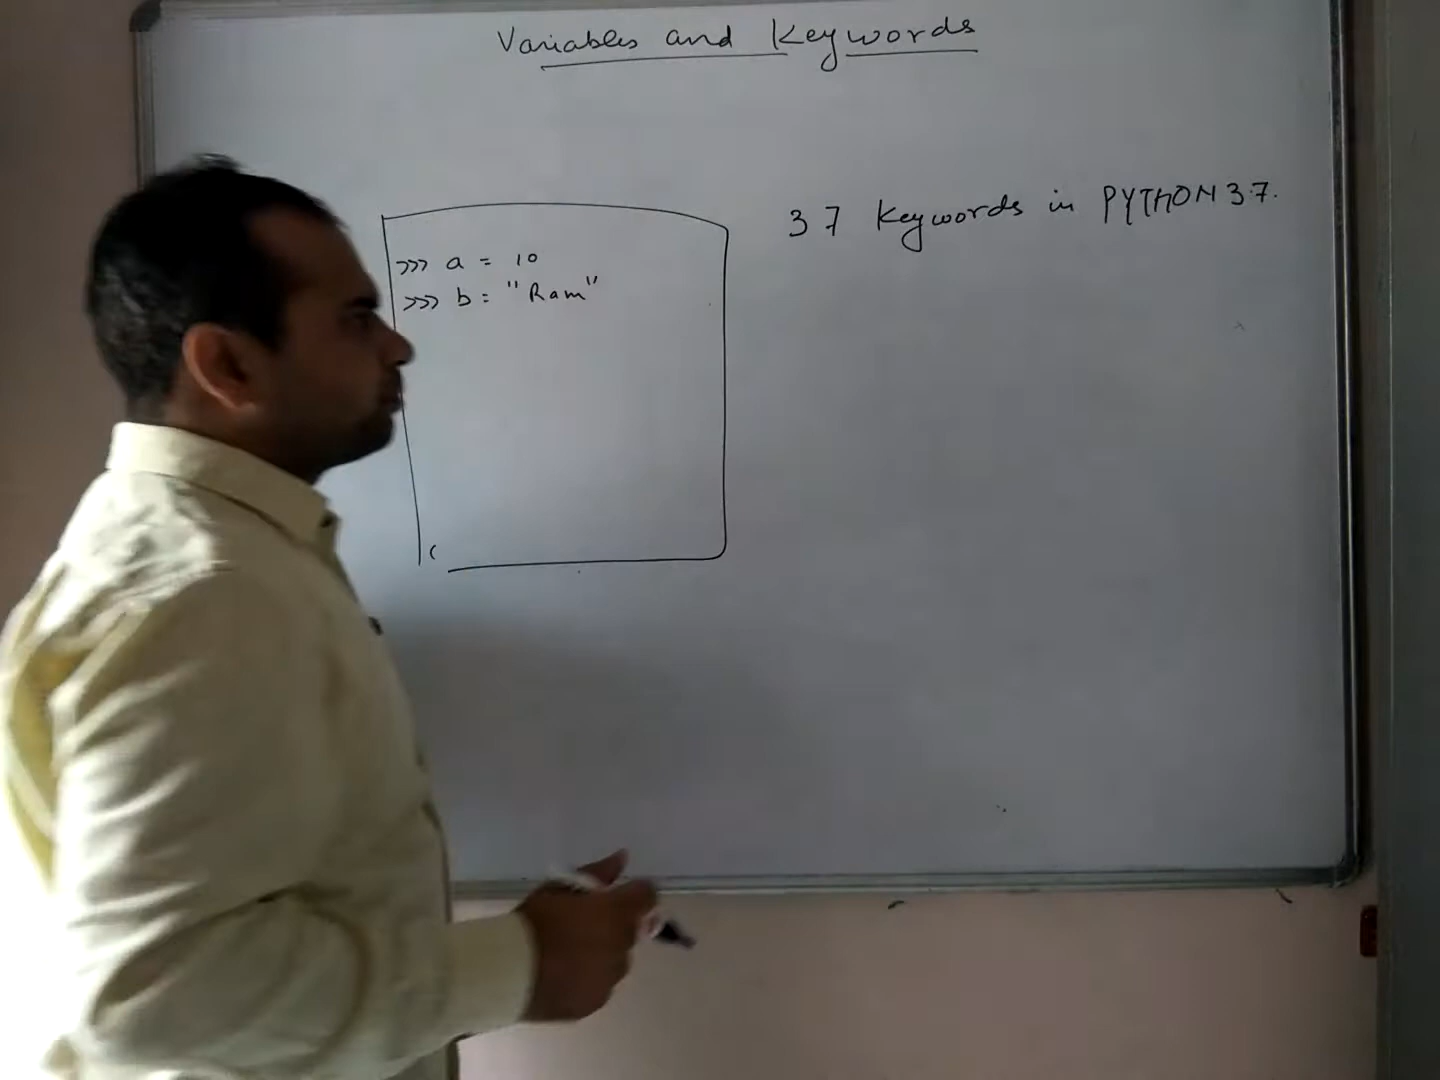 Variables and Keywords
37 Keywords in PYTHON 3.7.
>>> a = 10
>>> b = "Ram"